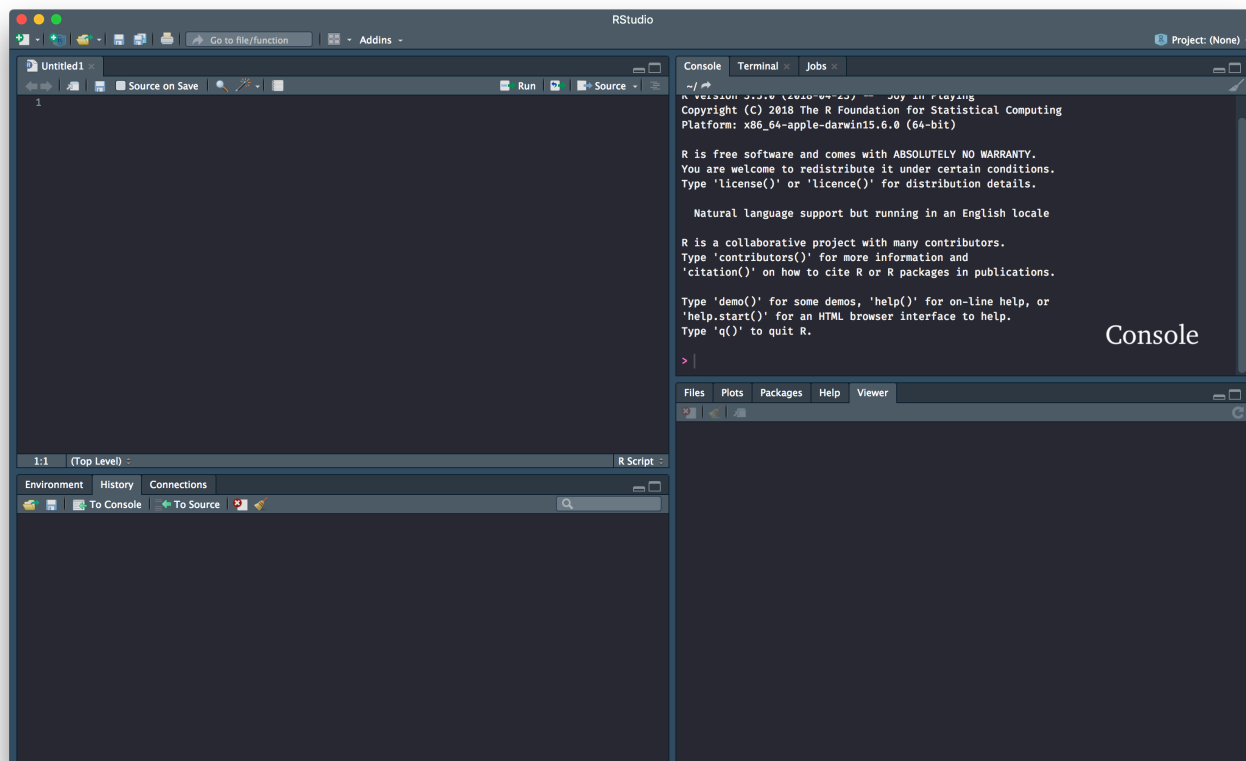 RStudio
Go to file/function
Addins
Project: (None)
Untitled1
Source on Save
Run
Source
1
1:1 (Top Level)
R Script
Environment History Connections
To Console To Source
Console Terminal Jobs
~/
Copyright (C) 2018 The R Foundation for Statistical Computing
Platform: x86_64-apple-darwin15.6.0 (64-bit)
R is free software and comes with ABSOLUTELY NO WARRANTY.
You are welcome to redistribute it under certain conditions.
Type 'license()' or 'licence()' for distribution details.
Natural language support but running in an English locale
R is a collaborative project with many contributors.
Type 'contributors()' for more information and
'citation()' on how to cite R or R packages in publications.
Type 'demo()' for some demos, 'help()' for on-line help, or
'help.start()' for an HTML browser interface to help.
Type 'q()' to quit R.
>
Console
Files Plots Packages Help Viewer